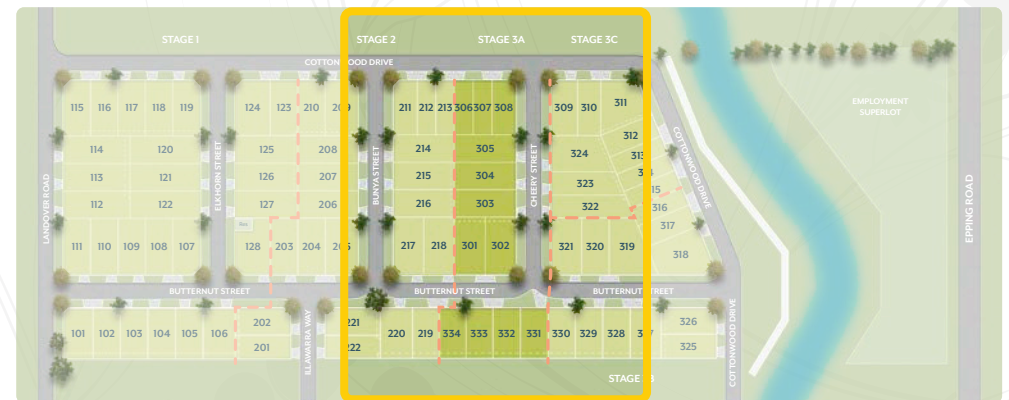 STAGE 1
STAGE 2
STAGE 3A
STAGE 3C
COTTONWOOD DRIVE
115 116 117 118 119
124 123 210 209
211 212 213 306 307 308
309 310 311
EMPLOYMENT
SUPERLOT
114 120
125 208
214 305
324 312
313
113 121
126 207
215 304
323 314
315
112 122
127 206
216 303
322 316
317
LANDOVER ROAD
ELKHORN STREET
BUNYA STREET
CHEERY STREET
COTTONWOOD DRIVE
EPPING ROAD
Res
111 110 109 108 107
128 203 204 205
217 218 301 302
321 320 319 318
BUTTERNUT STREET
BUTTERNUT STREET
BUTTERNUT STREET
101 102 103 104 105 106
202
201
ILLAWARRA WAY
221
222
220 219 334 333 332 331
330 329 328 327
326
325
COTTONWOOD DRIVE